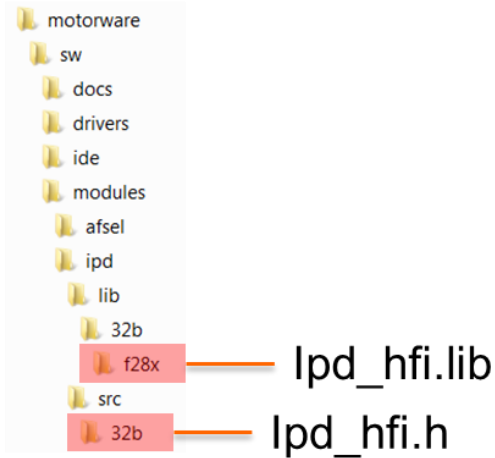 motorware
sw
docs
drivers
ide
modules
afsel
ipd
lib
32b
f28x
Ipd_hfi.lib
src
32b
Ipd_hfi.h